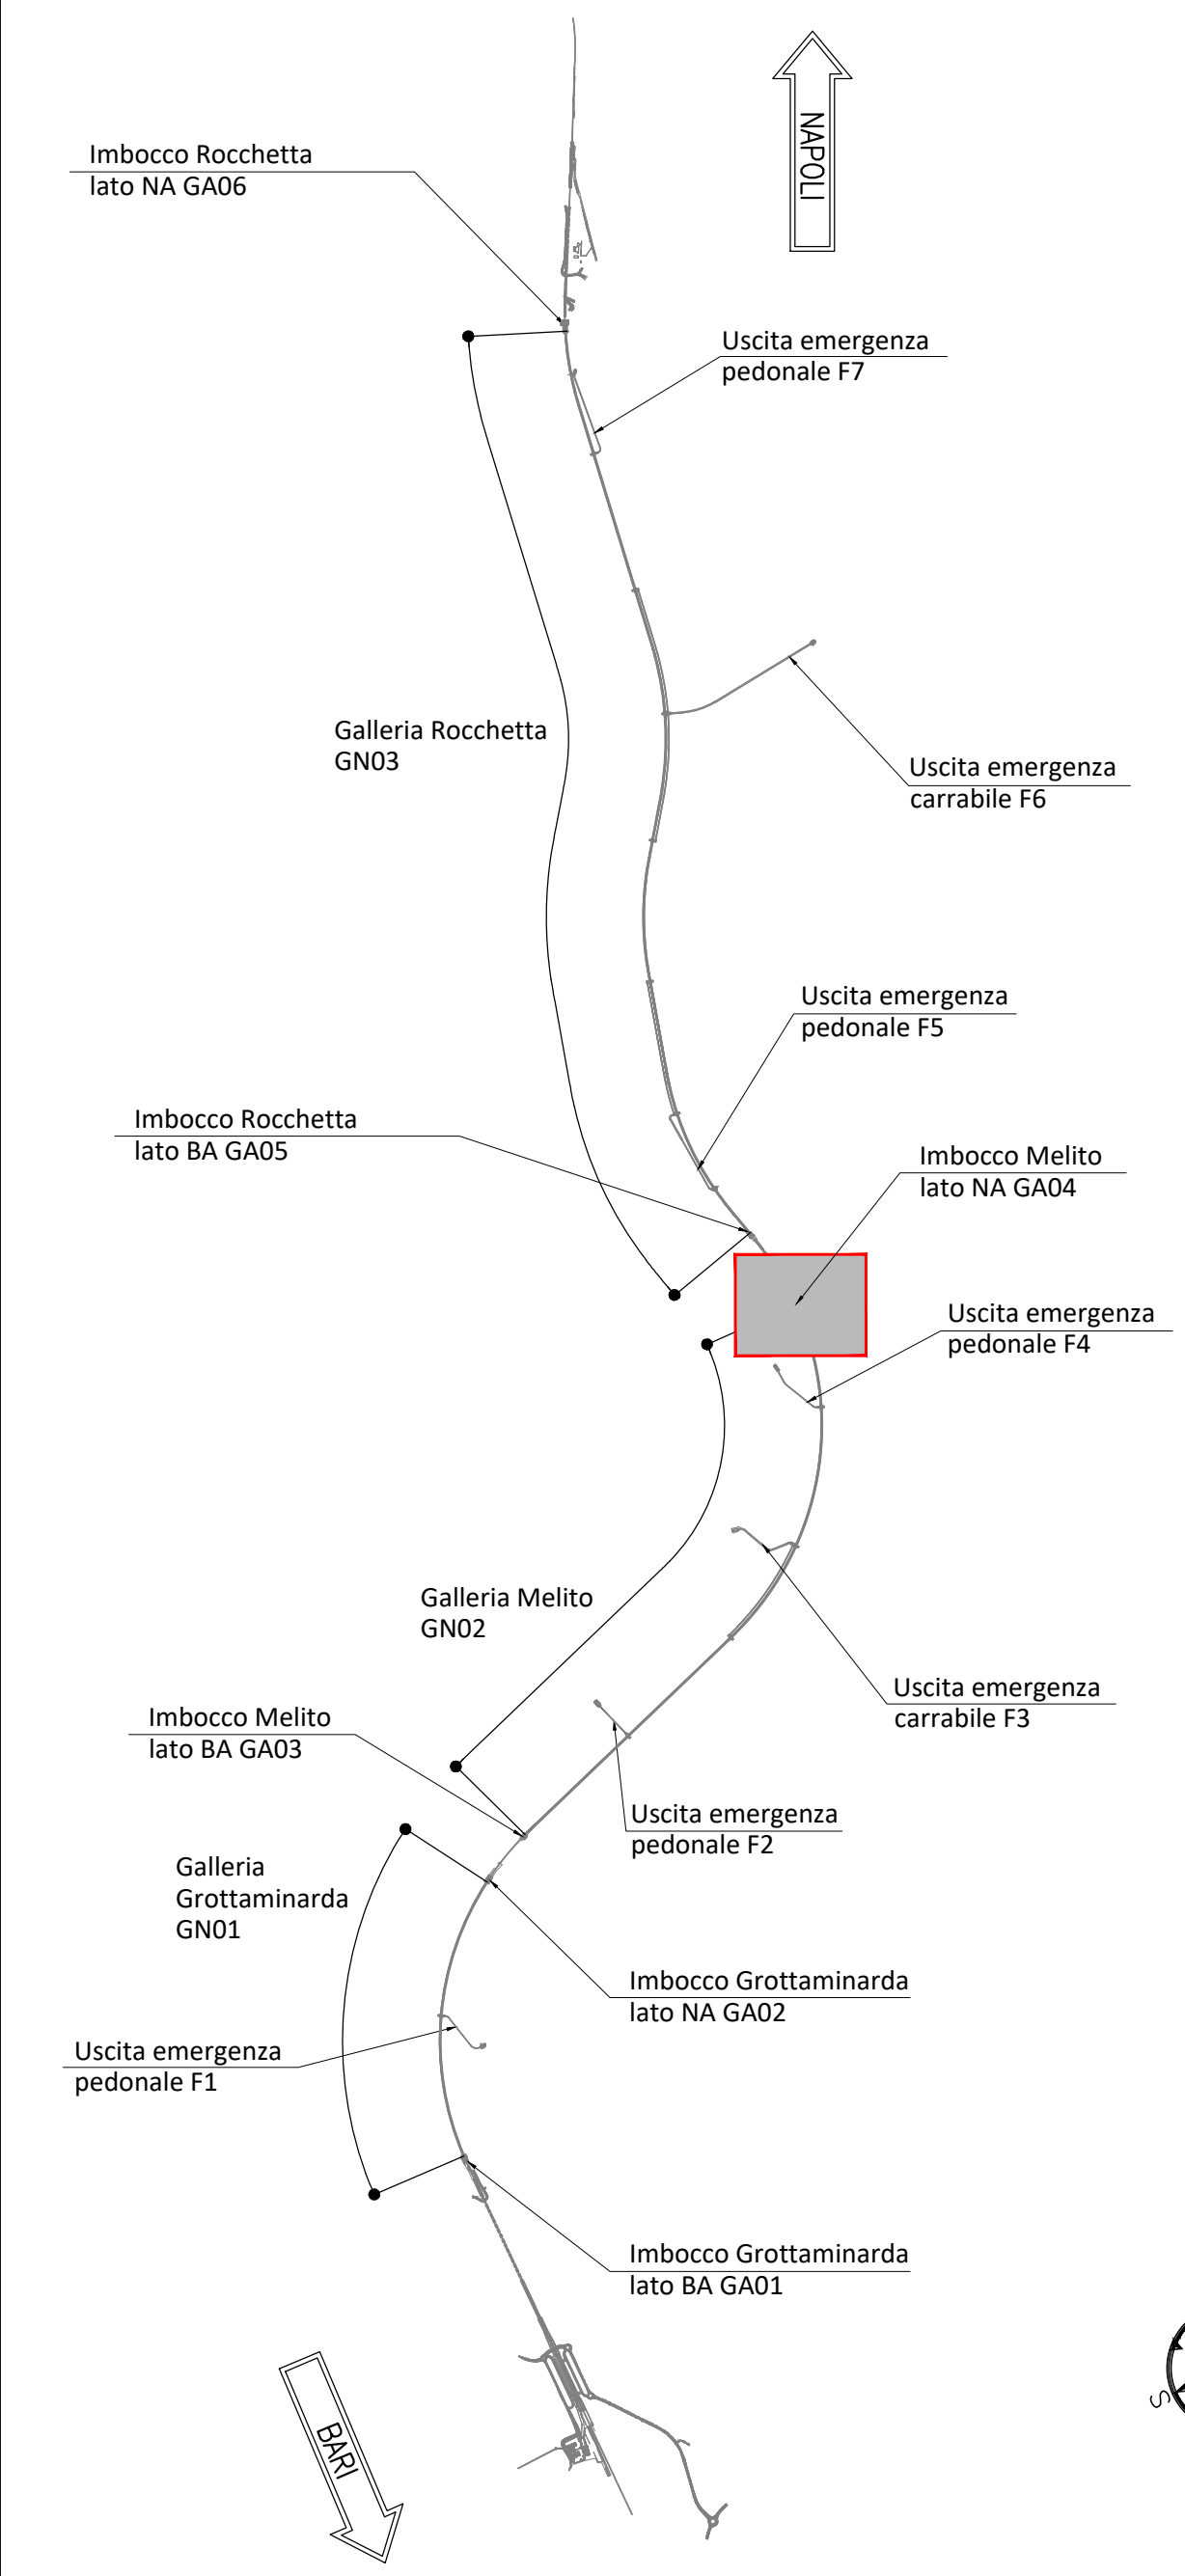 NAPOLI
Imbocco Rocchetta
lato NA GA06
Uscita emergenza
pedonale F7
Galleria Rocchetta
GN03
Uscita emergenza
carrabile F6
Uscita emergenza
pedonale F5
Imbocco Rocchetta
lato BA GA05
Imbocco Melito
lato NA GA04
Uscita emergenza
pedonale F4
Galleria Melito
GN02
Uscita emergenza
carrabile F3
Imbocco Melito
lato BA GA03
Uscita emergenza
pedonale F2
Galleria
Grottaminarda
GN01
Imbocco Grottaminarda
lato NA GA02
Uscita emergenza
pedonale F1
Imbocco Grottaminarda
lato BA GA01
S
BARI